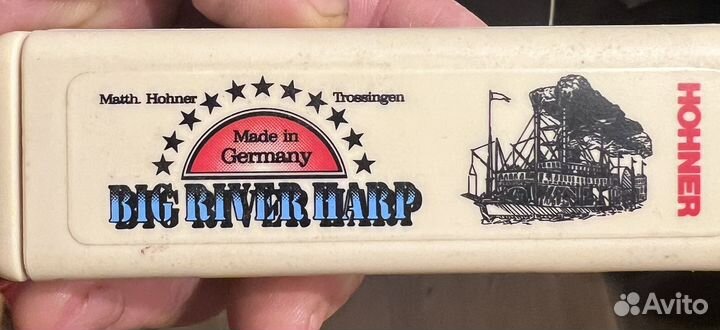 Matth. Hohner Trossingen
Made in
Germany
BIG RIVER HARP
HOHNER
Avito